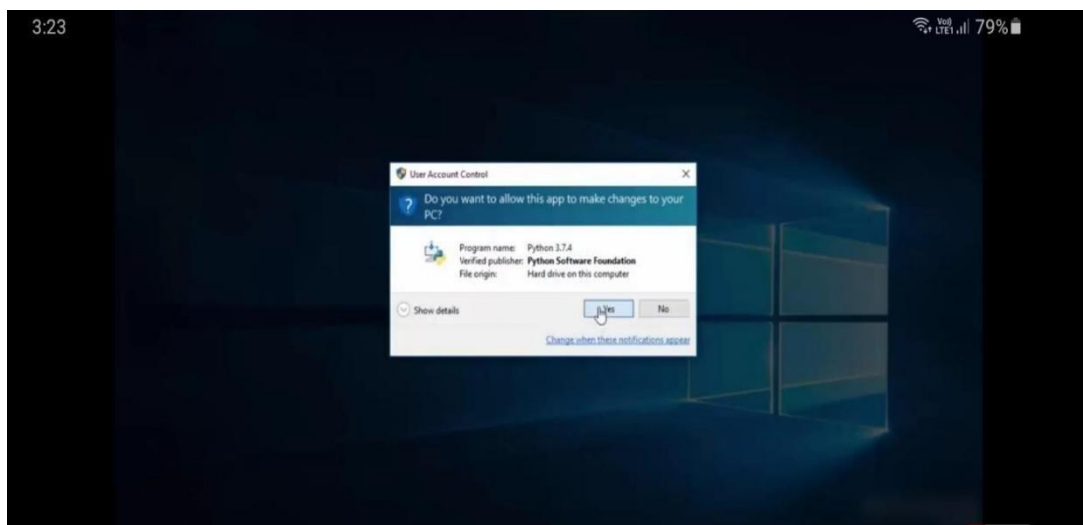 3:23
Vo)) LTE1 79%
User Account Control
Do you want to allow this app to make changes to your
PC?
Program name: Python 3.7.4
Verified publisher: Python Software Foundation
File origin: Hard drive on this computer
Show details
Yes No
Change when these notifications appear